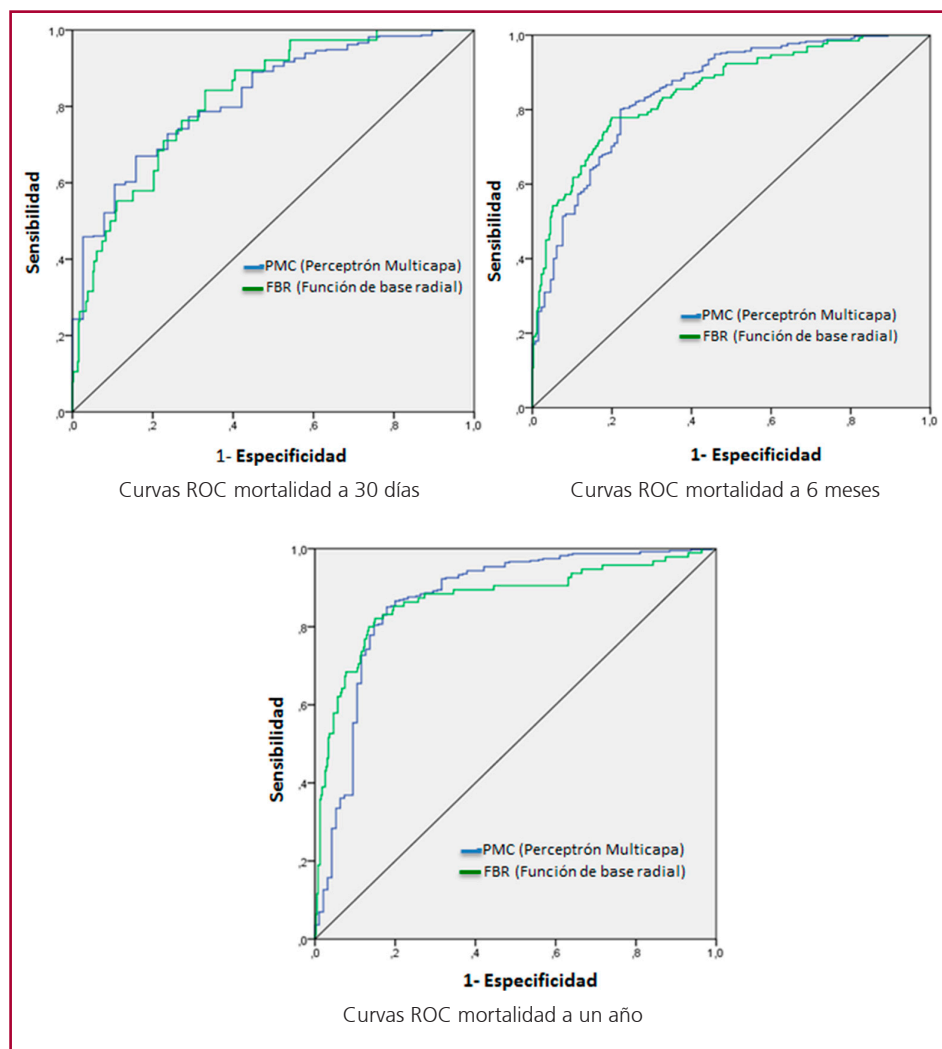 1,0
,8
,6
,4
,2
,0
Sensibilidad
PMC (Perceptrón Multicapa)
FBR (Función de base radial)
,0 ,2 ,4 ,6 ,8 1,0
1- Especificidad
Curvas ROC mortalidad a 30 días
1,0
,8
,6
,4
,2
,0
Sensibilidad
PMC (Perceptrón Multicapa)
FBR (Función de base radial)
,0 ,2 ,4 ,6 ,8 1,0
1- Especificidad
Curvas ROC mortalidad a 6 meses
1,0
,8
,6
,4
,2
,0
Sensibilidad
PMC (Perceptrón Multicapa)
FBR (Función de base radial)
,0 ,2 ,4 ,6 ,8 1,0
1- Especificidad
Curvas ROC mortalidad a un año